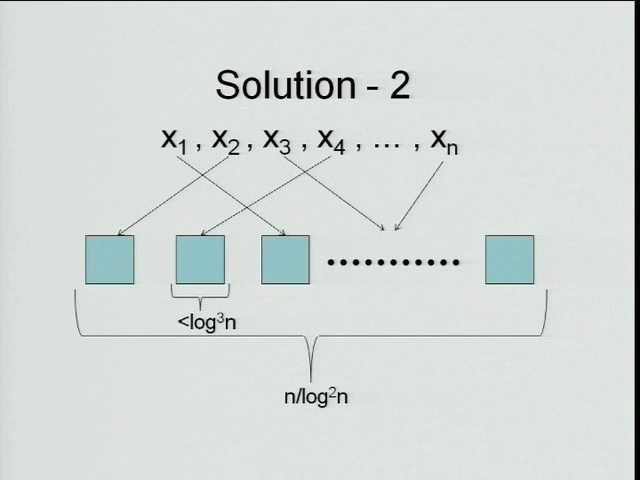 Solution - 2
x₁ , x₂ , x₃ , x₄ , ... , xₙ
<log³n
n/log²n